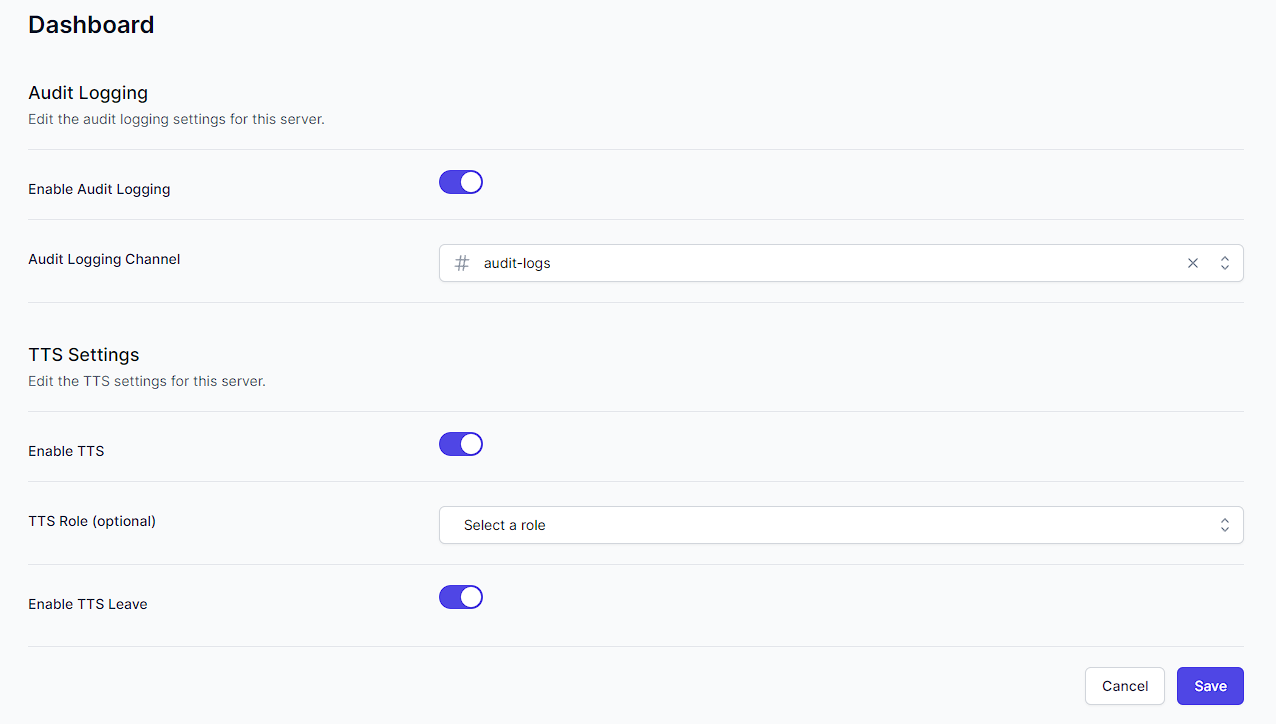 Dashboard
Audit Logging
Edit the audit logging settings for this server.
Enable Audit Logging
Audit Logging Channel
# audit-logs
TTS Settings
Edit the TTS settings for this server.
Enable TTS
TTS Role (optional)
Select a role
Enable TTS Leave
Cancel Save